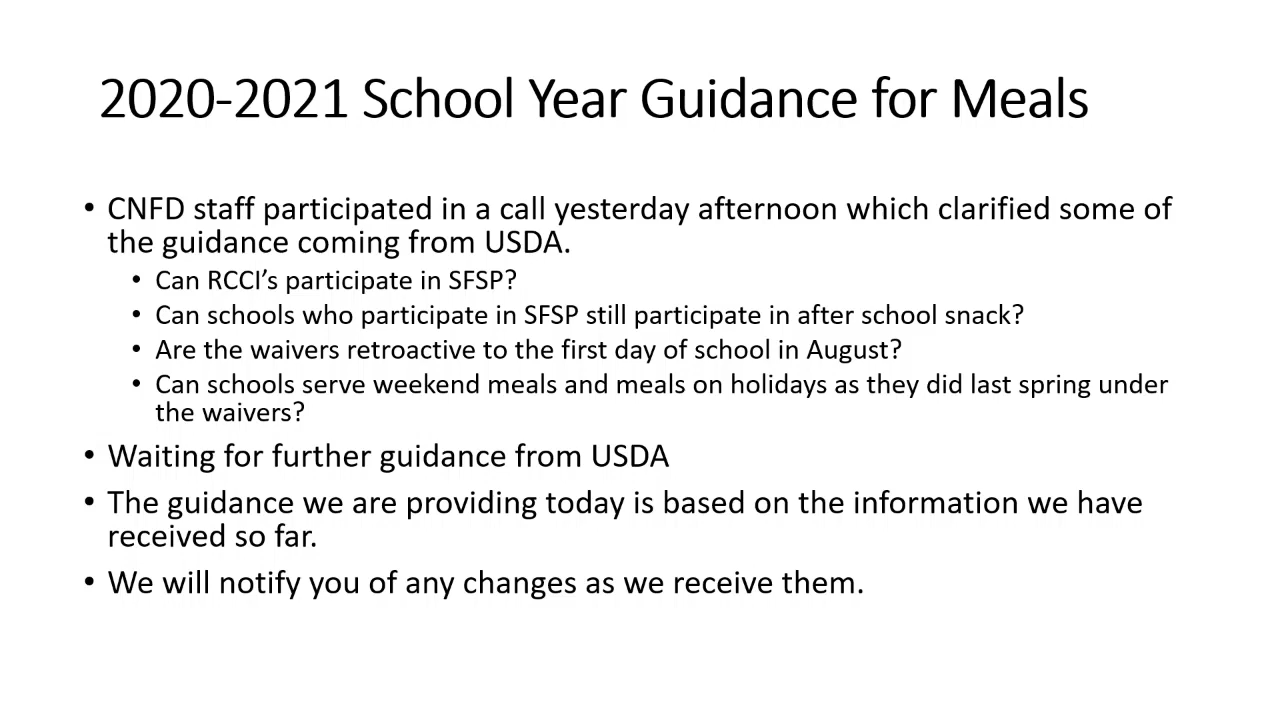 2020-2021 School Year Guidance for Meals
• CNFD staff participated in a call yesterday afternoon which clarified some of
the guidance coming from USDA.
• Can RCCI’s participate in SFSP?
• Can schools who participate in SFSP still participate in after school snack?
• Are the waivers retroactive to the first day of school in August?
• Can schools serve weekend meals and meals on holidays as they did last spring under
the waivers?
• Waiting for further guidance from USDA
• The guidance we are providing today is based on the information we have
received so far.
• We will notify you of any changes as we receive them.